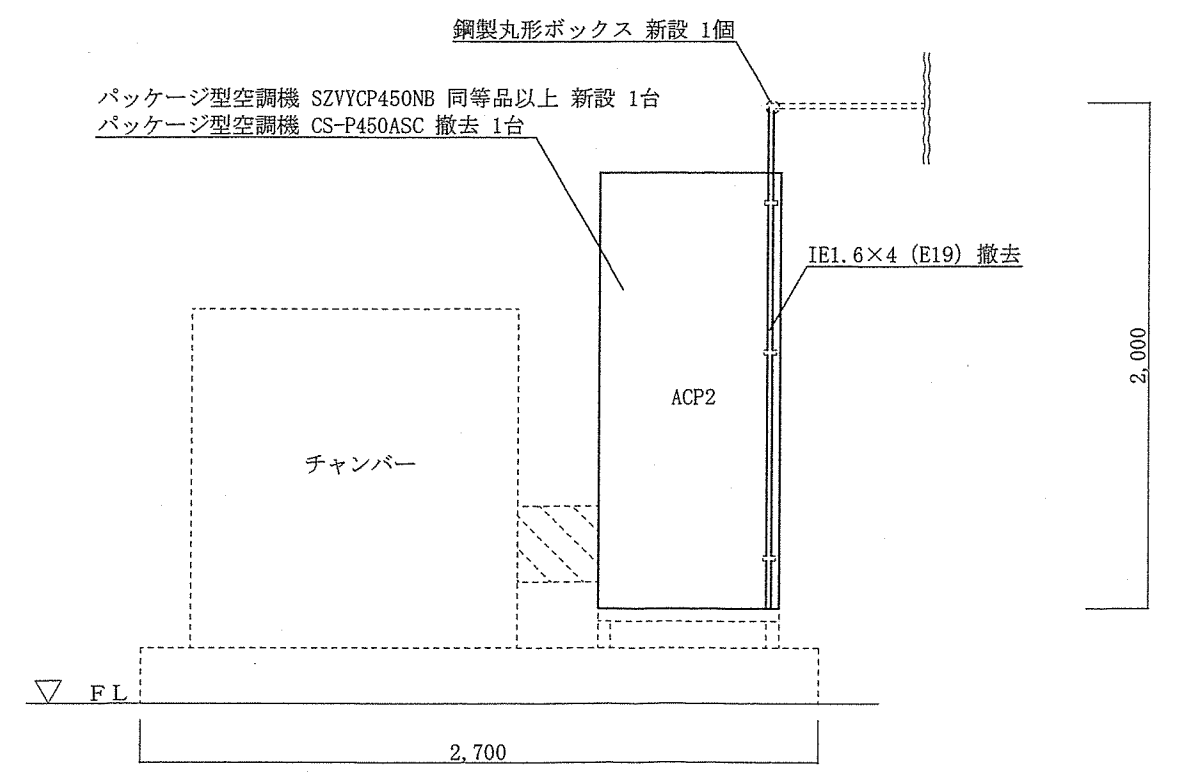 鋼製丸形ボックス 新設 1個
パッケージ型空調機 SZVYCP450NB 同等品以上 新設 1台
パッケージ型空調機 CS-P450ASC 撤去 1台
IE1.6×4 (E19) 撤去
2,000
ACP2
チャンバー
FL
2,700